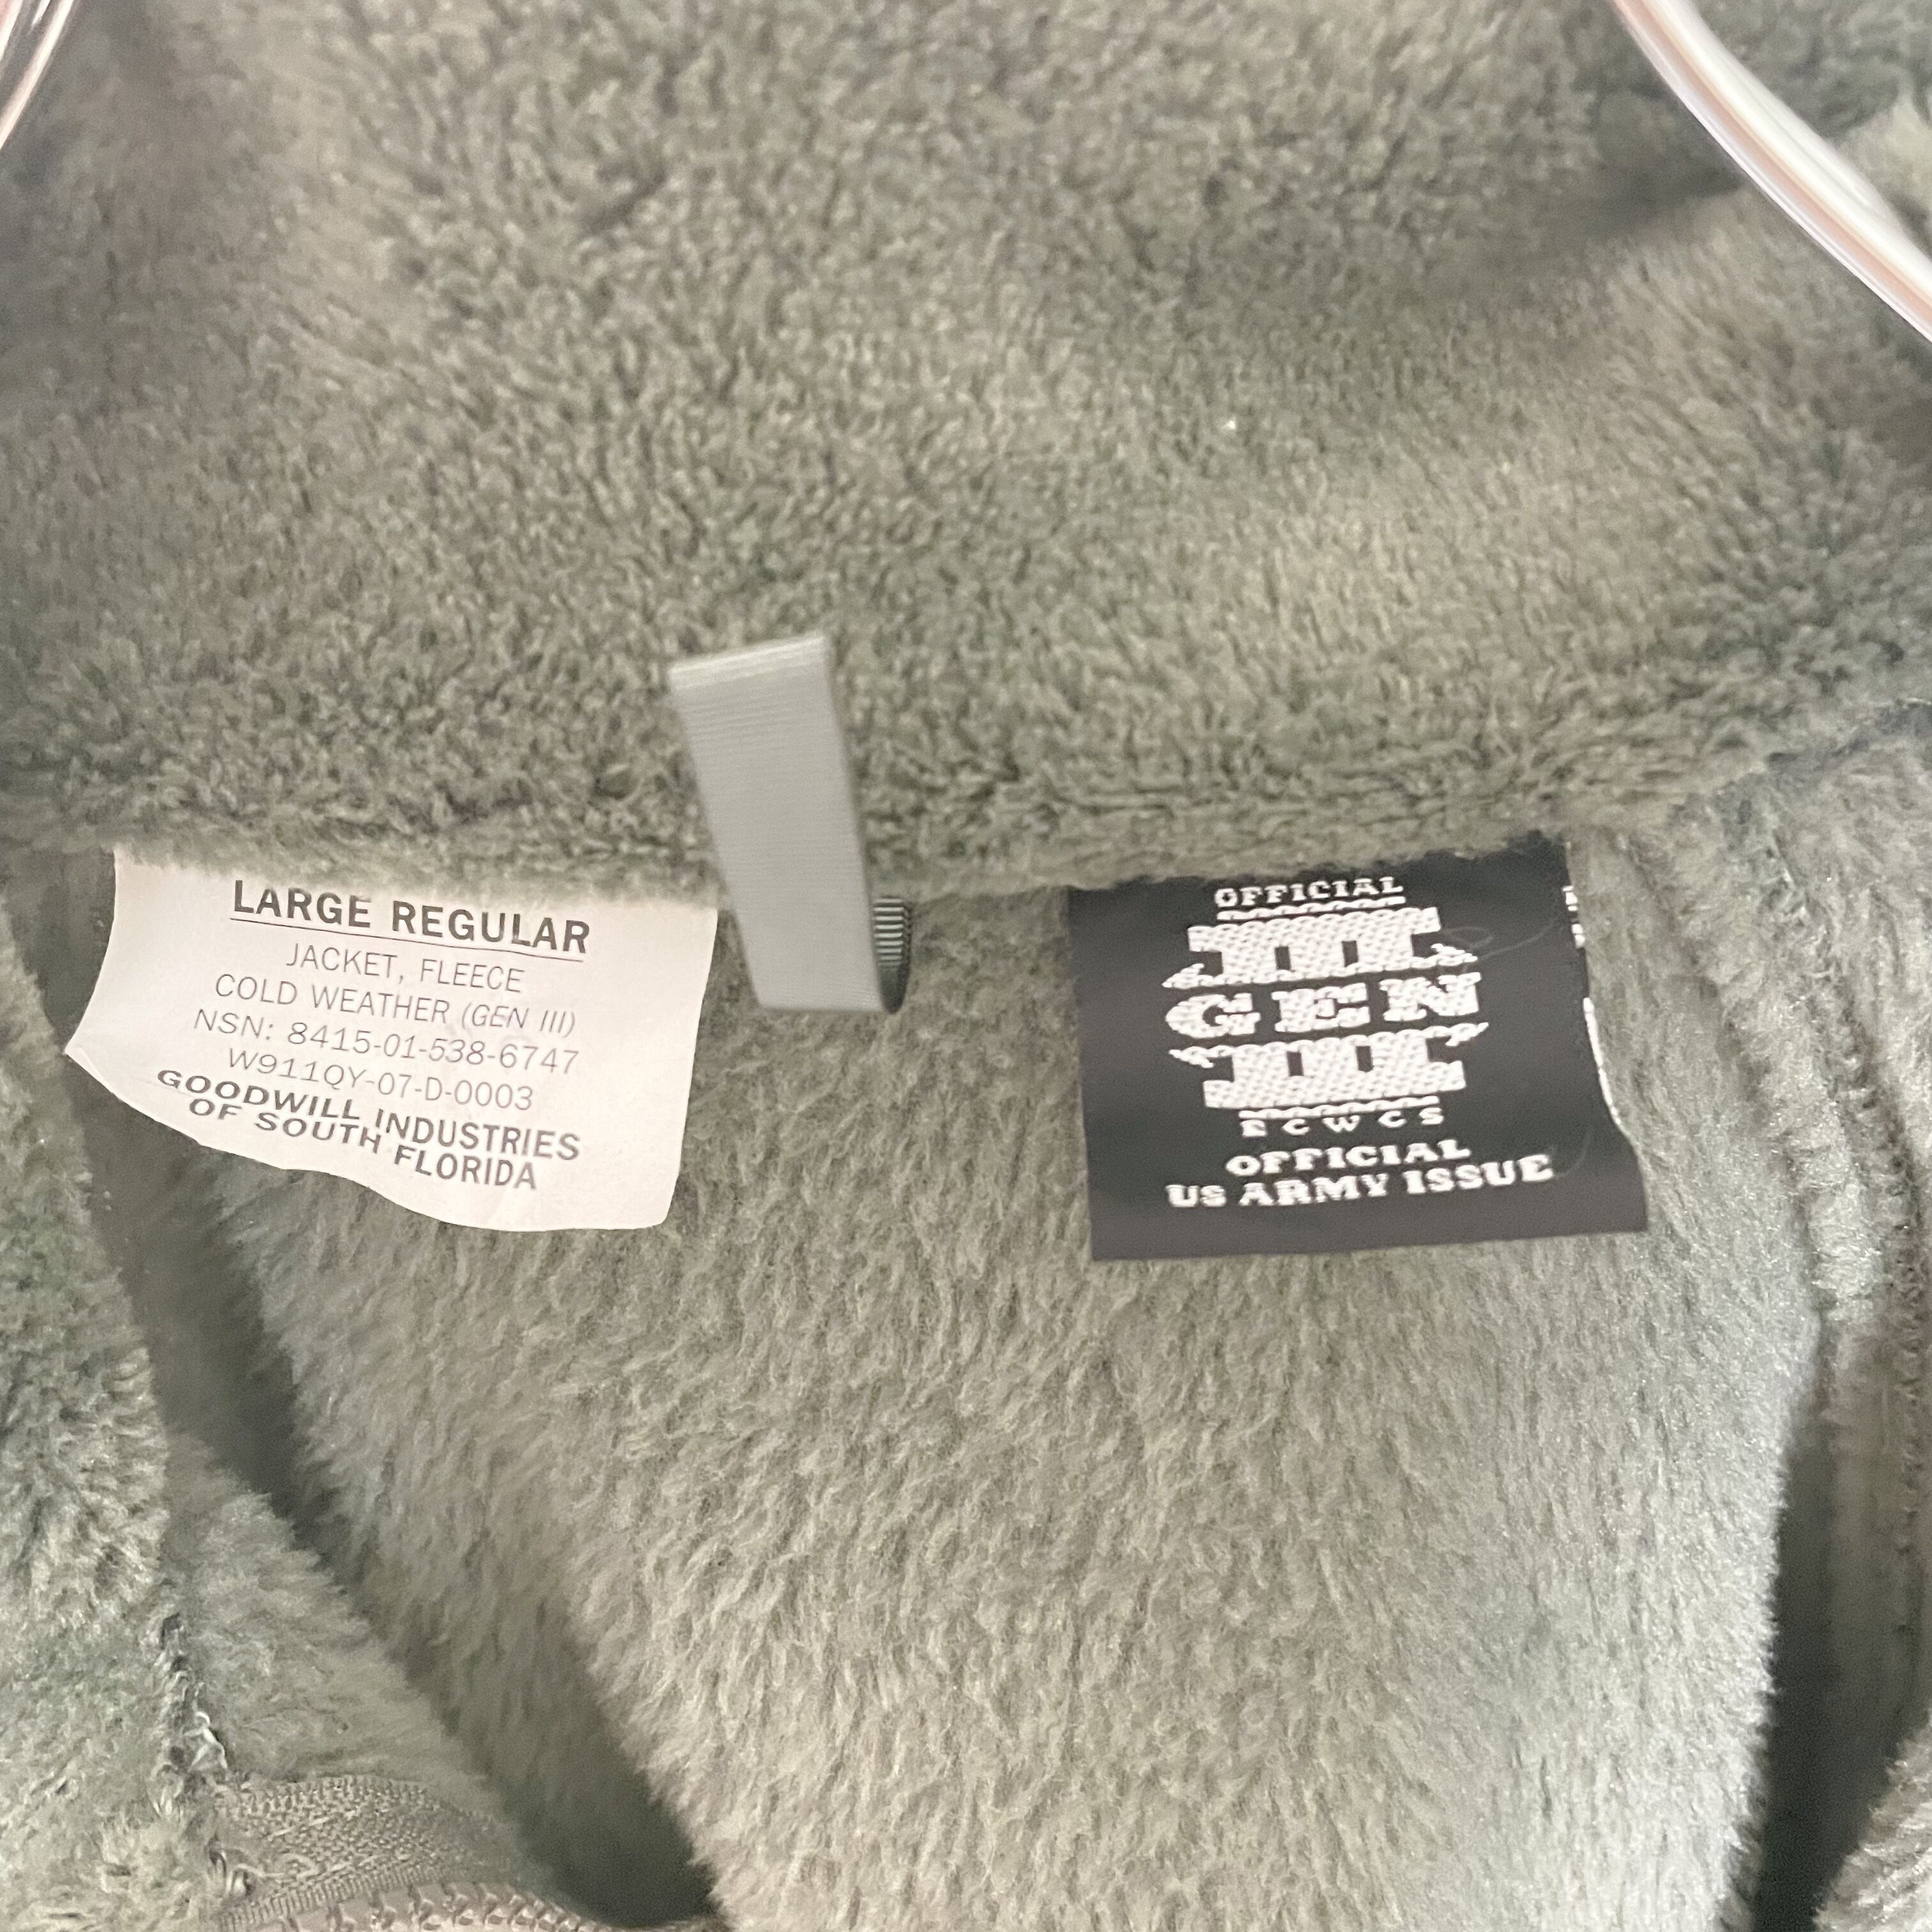 LARGE REGULAR
JACKET, FLEECE
COLD WEATHER (GEN III)
NSN: 8415-01-538-6747
W911QY-07-D-0003
GOODWILL INDUSTRIES
OF SOUTH FLORIDA
OFFICIAL
III
GEN
III
ECWCS
OFFICIAL
US ARMY ISSUE